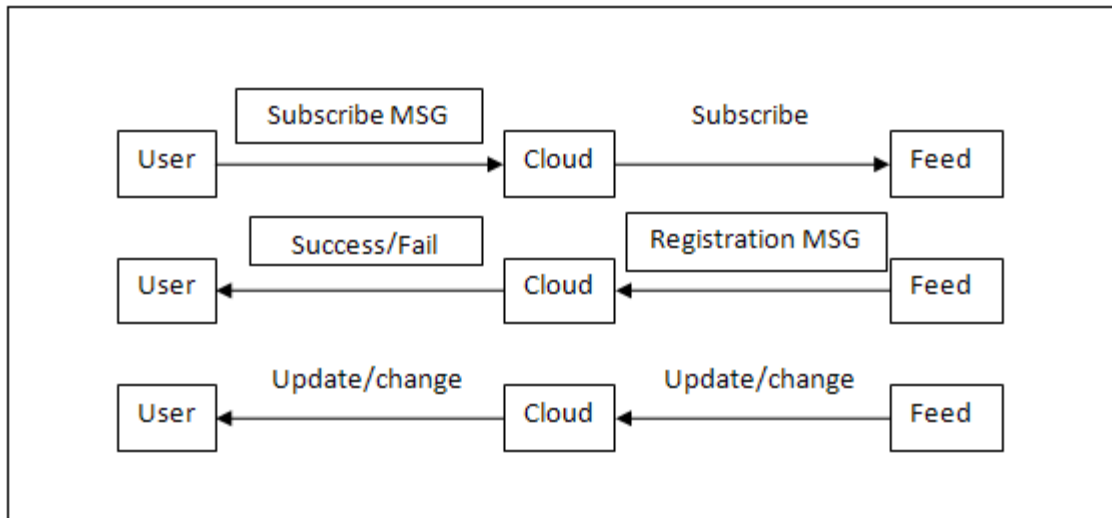 Subscribe MSG
Subscribe
User
Cloud
Feed
Success/Fail
Registration MSG
User
Cloud
Feed
Update/change
Update/change
User
Cloud
Feed